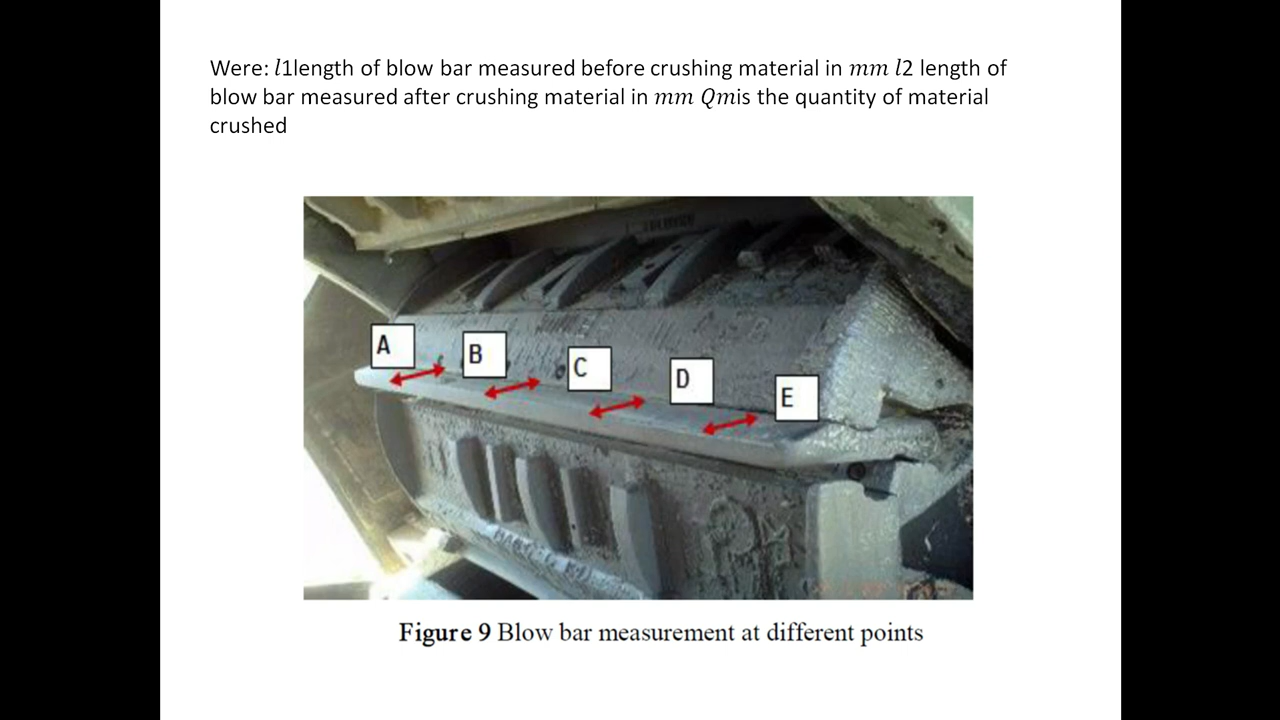 Were: 𝑙1length of blow bar measured before crushing material in 𝑚𝑚 𝑙2 length of
blow bar measured after crushing material in 𝑚𝑚 𝑄𝑚is the quantity of material
crushed
A
B
C
D
E
Figure 9 Blow bar measurement at different points